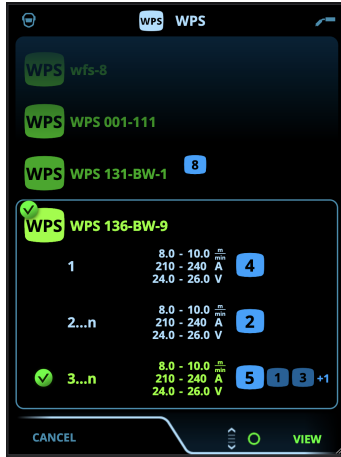 WPS WPS
WPS wfs-8
WPS WPS 001-111
WPS WPS 131-BW-1 8
WPS WPS 136-BW-9
1 8.0 - 10.0 m/min 4
210 - 240 A
24.0 - 26.0 V
2...n 8.0 - 10.0 m/min 2
210 - 240 A
24.0 - 26.0 V
3...n 8.0 - 10.0 m/min 5 1 3 +1
210 - 240 A
24.0 - 26.0 V
CANCEL VIEW